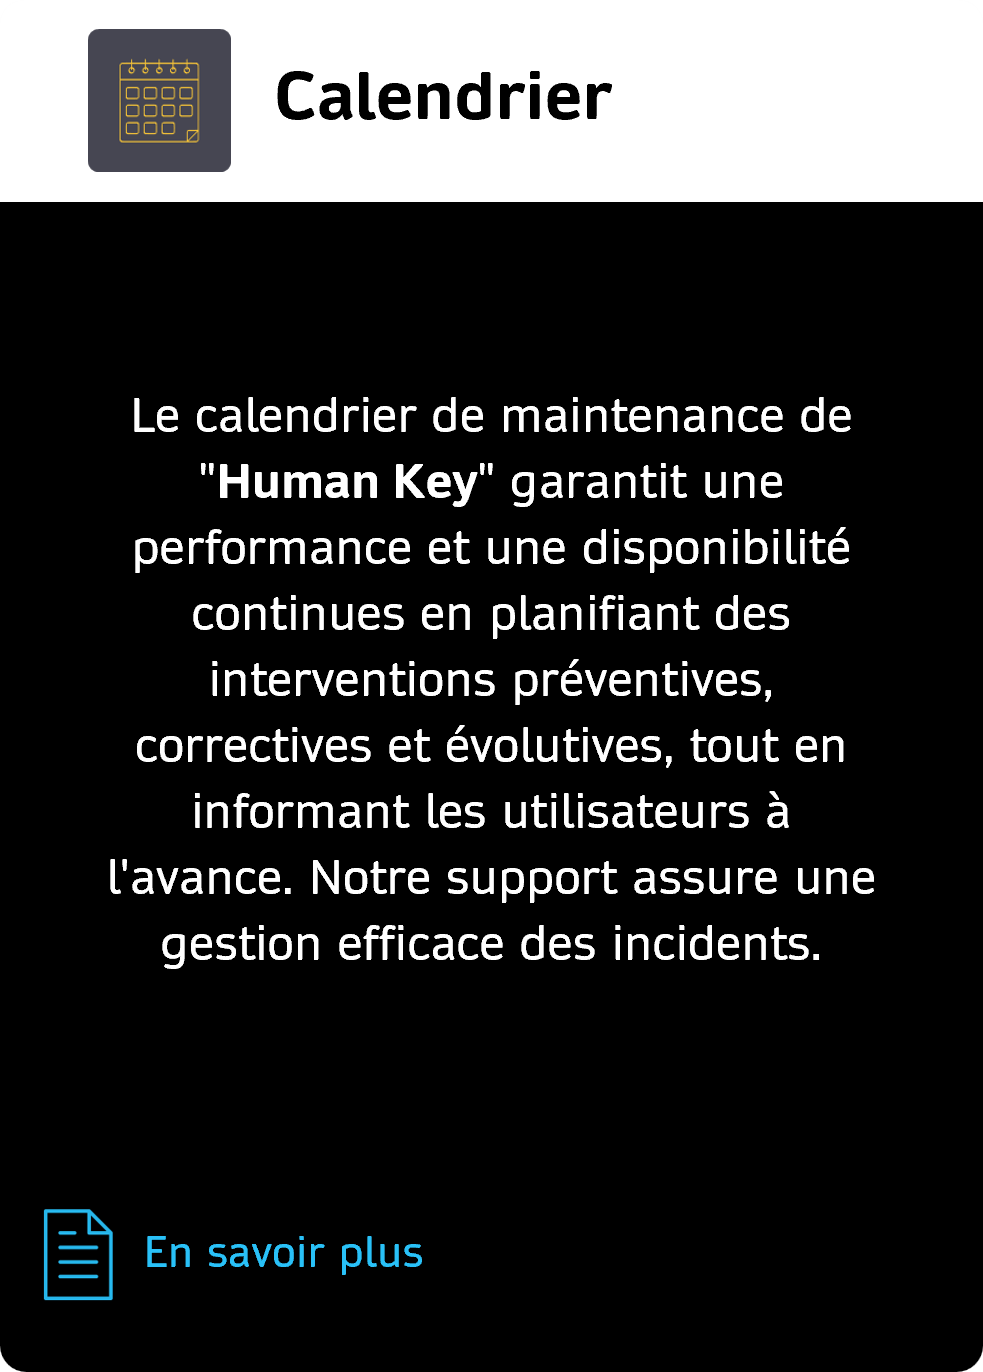 Calendrier
Le calendrier de maintenance de
"Human Key" garantit une
performance et une disponibilité
continues en planifiant des
interventions préventives,
correctives et évolutives, tout en
informant les utilisateurs à
l'avance. Notre support assure une
gestion efficace des incidents.
En savoir plus